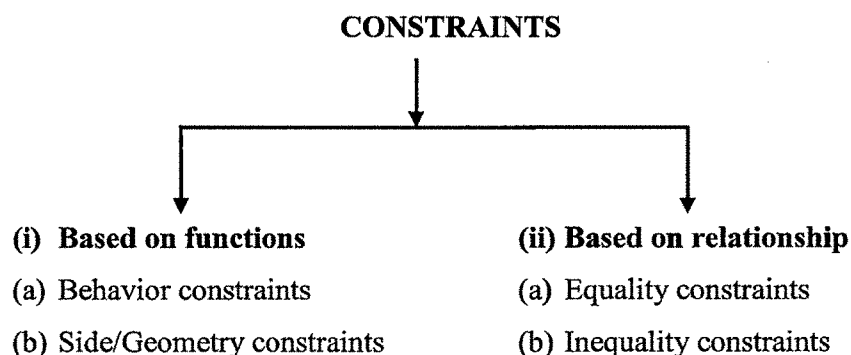 CONSTRAINTS
(i) Based on functions
(a) Behavior constraints
(b) Side/Geometry constraints
(ii) Based on relationship
(a) Equality constraints
(b) Inequality constraints